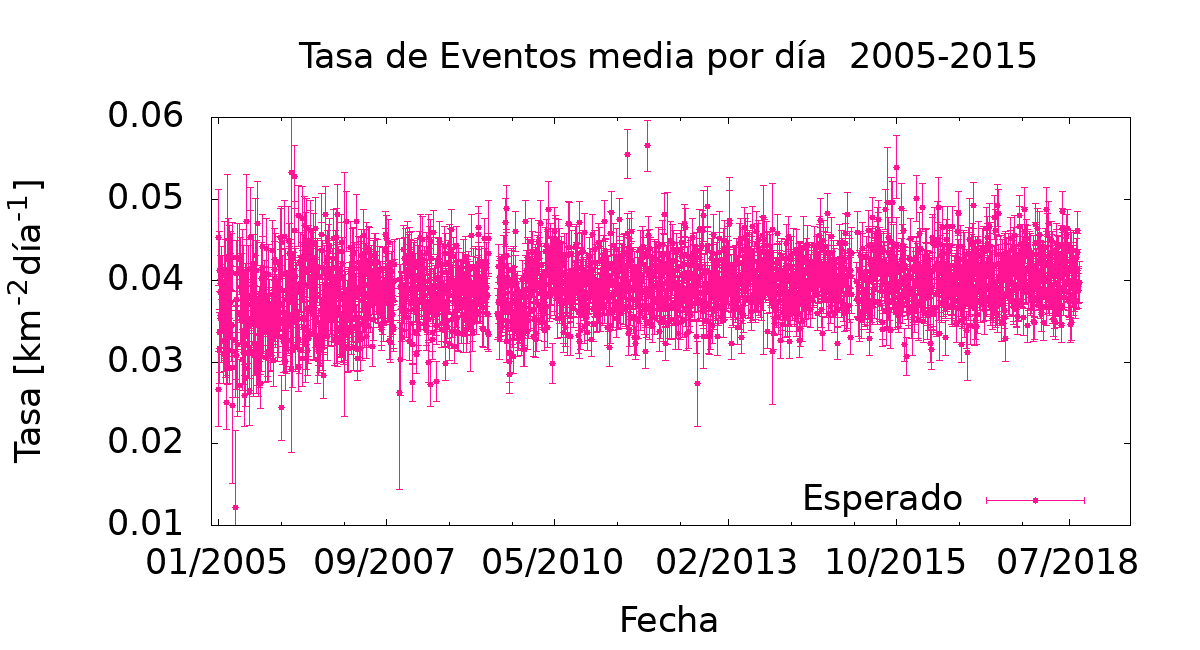 Tasa de Eventos media por día  2005-2015
Tasa [km⁻²día⁻¹]
0.06
0.05
0.04
0.03
0.02
0.01
Esperado
01/2005 09/2007 05/2010 02/2013 10/2015 07/2018
Fecha